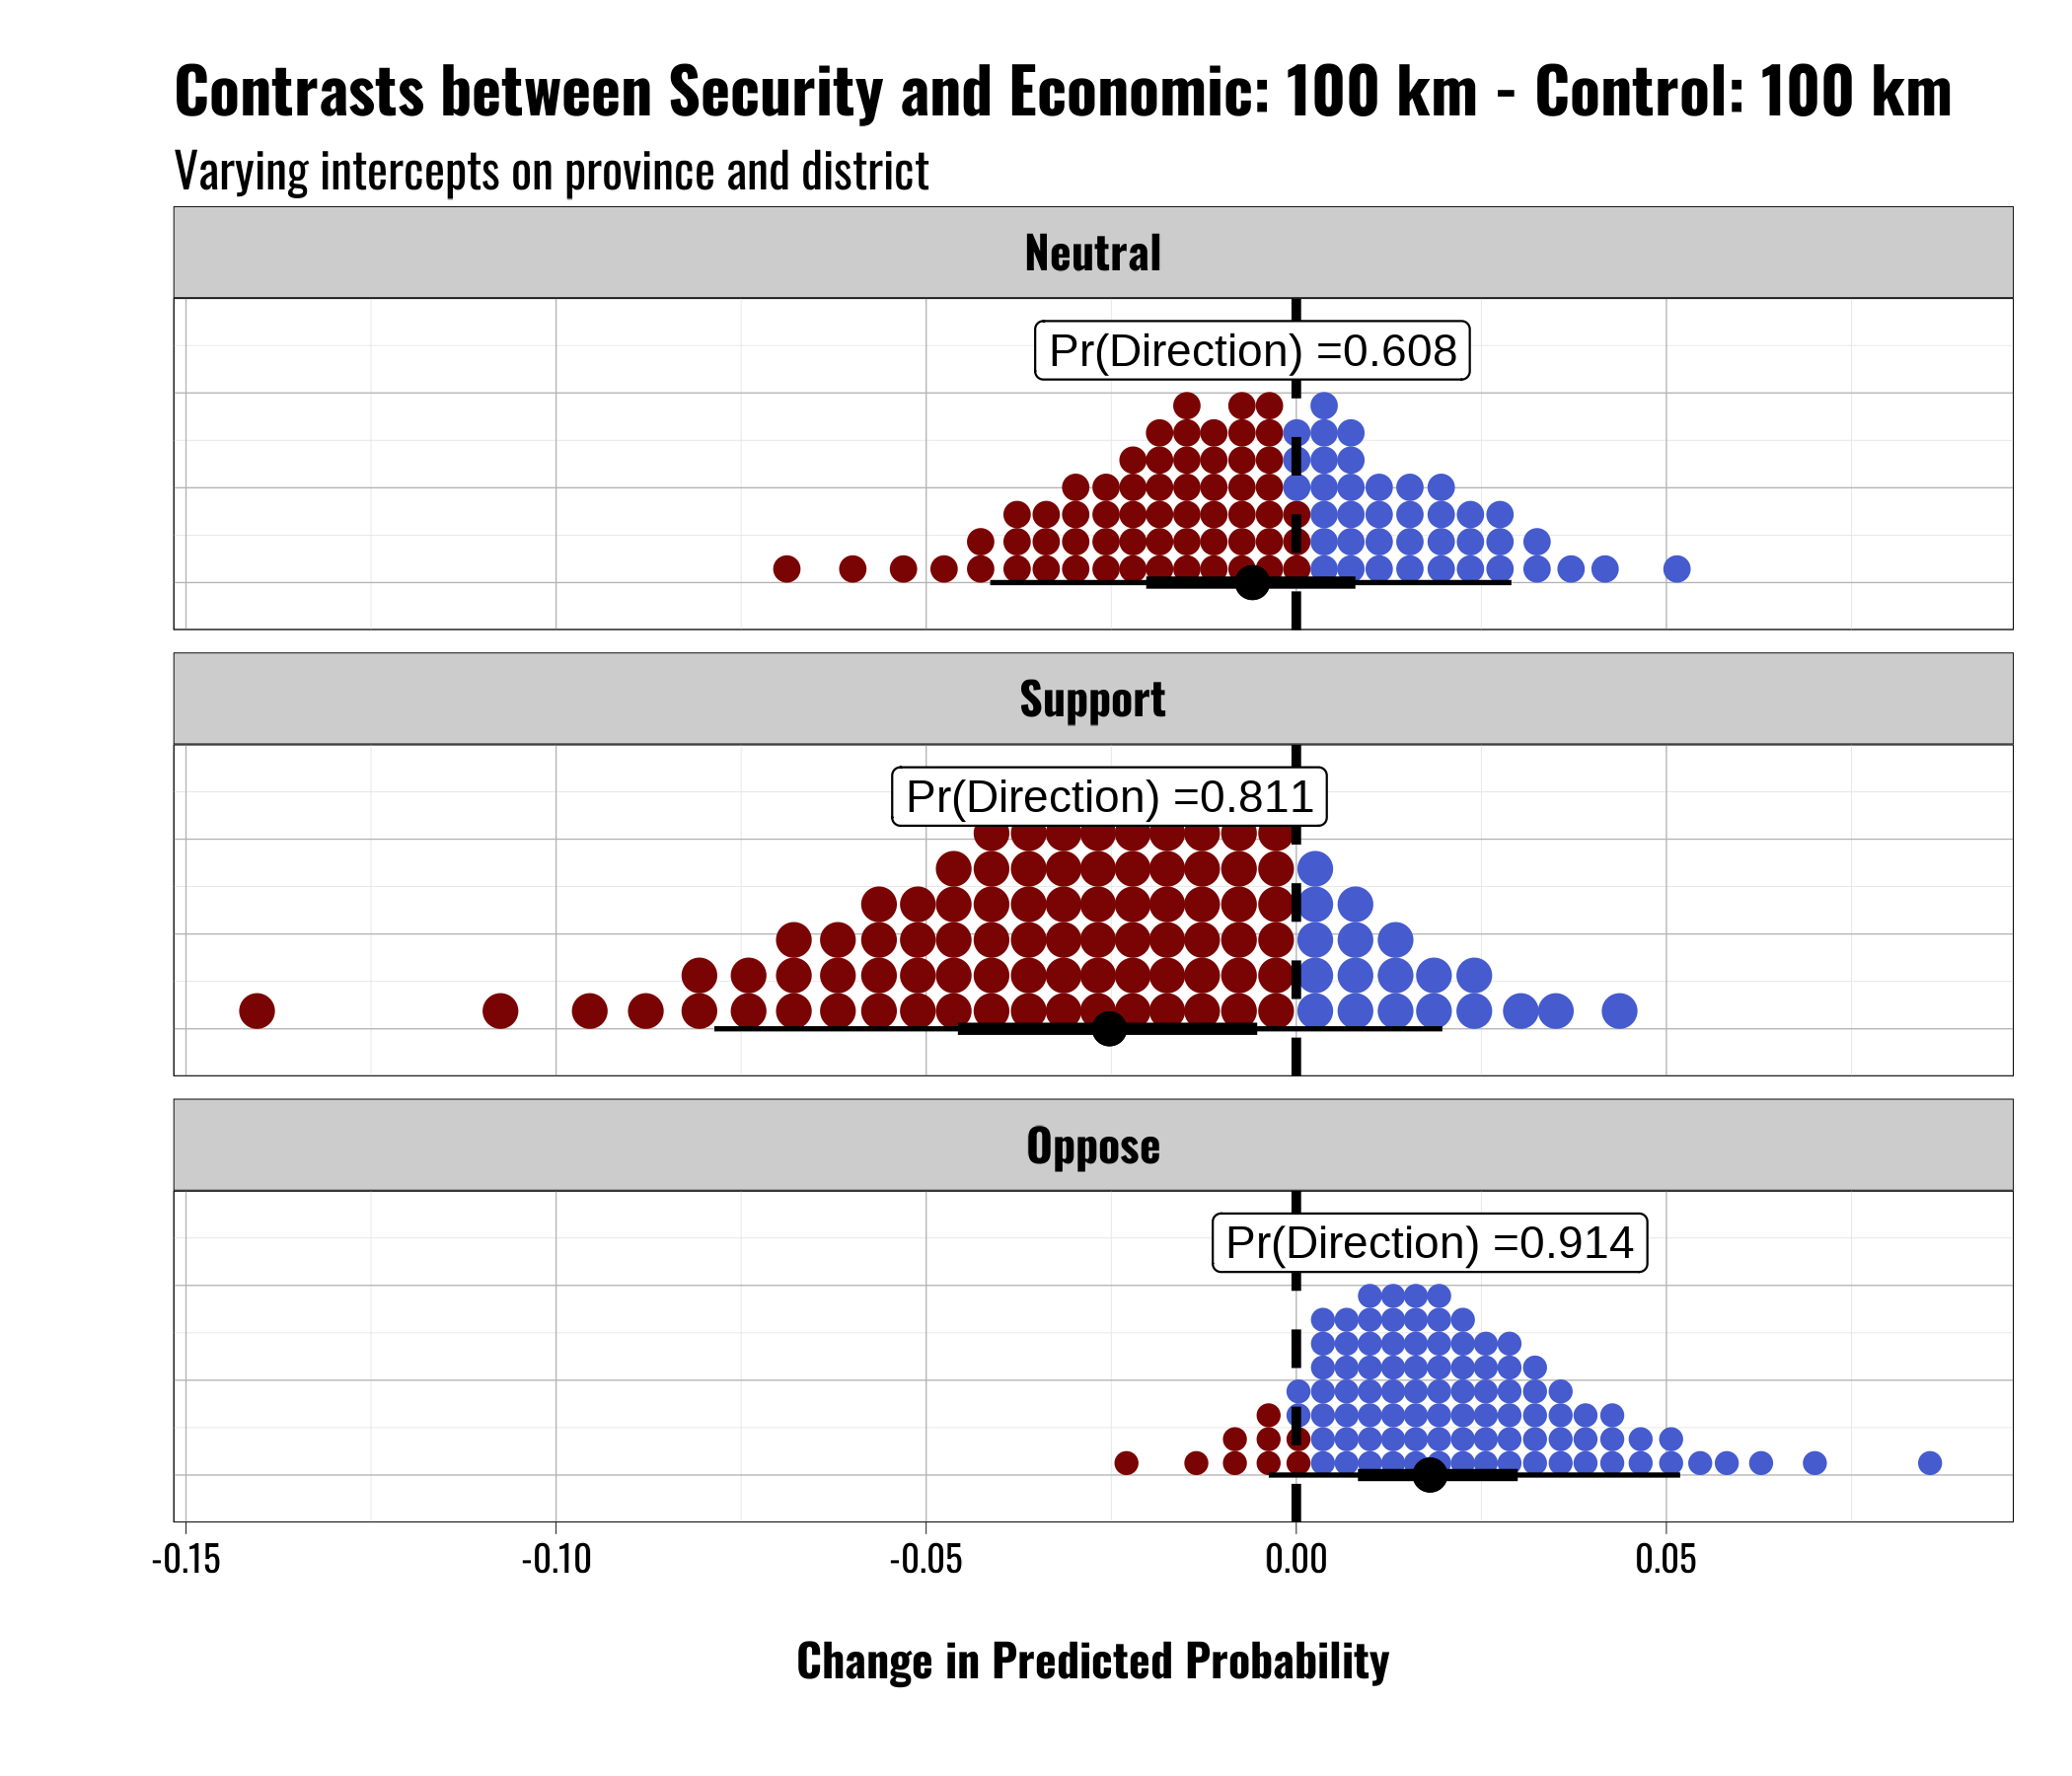 Contrasts between Security and Economic: 100 km - Control: 100 km
Varying intercepts on province and district
Neutral
Pr(Direction) =0.608
Support
Pr(Direction) =0.811
Oppose
Pr(Direction) =0.914
-0.15 -0.10 -0.05 0.00 0.05
Change in Predicted Probability